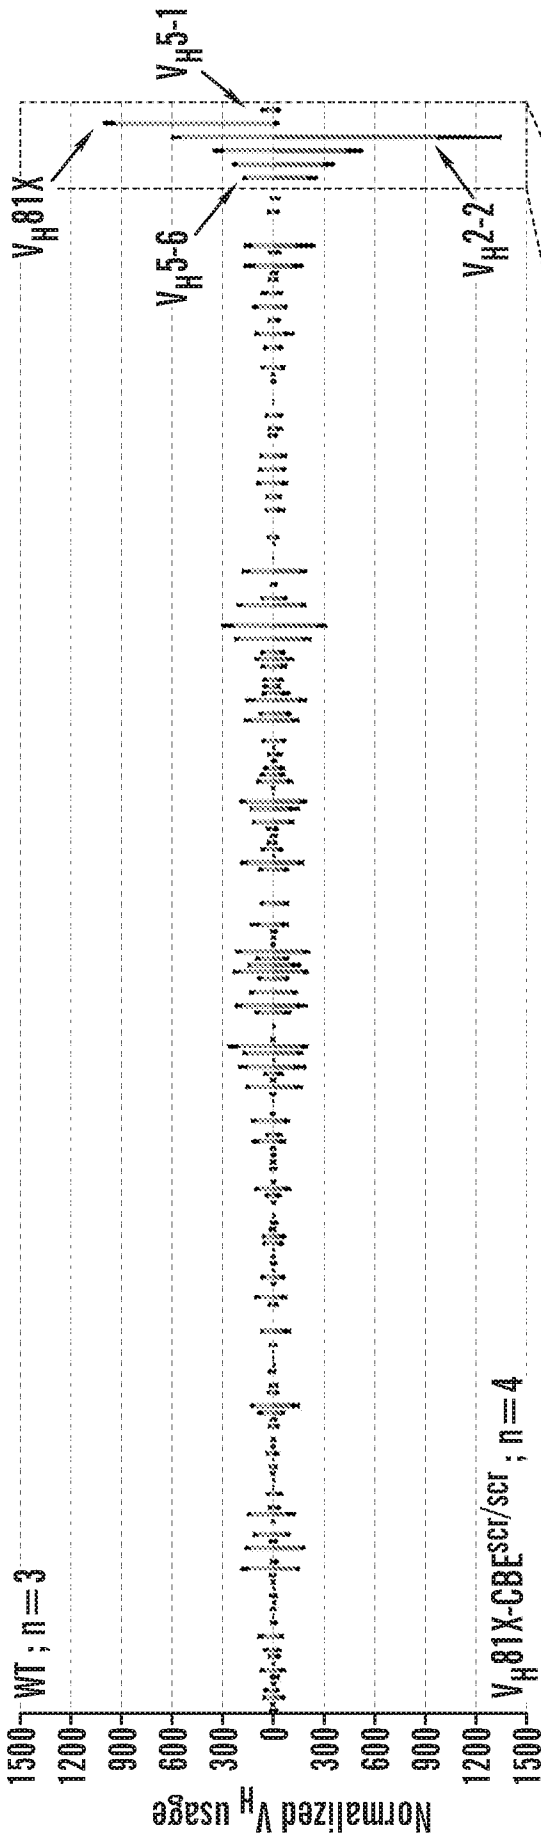 Normalized VH usage
1500
1200
900
600
300
0
300
600
900
1200
1500
WT; n=3
VH81X-CBEscr/scr; n=4
VH5-6
VH81X
VH2-2
VH5-1